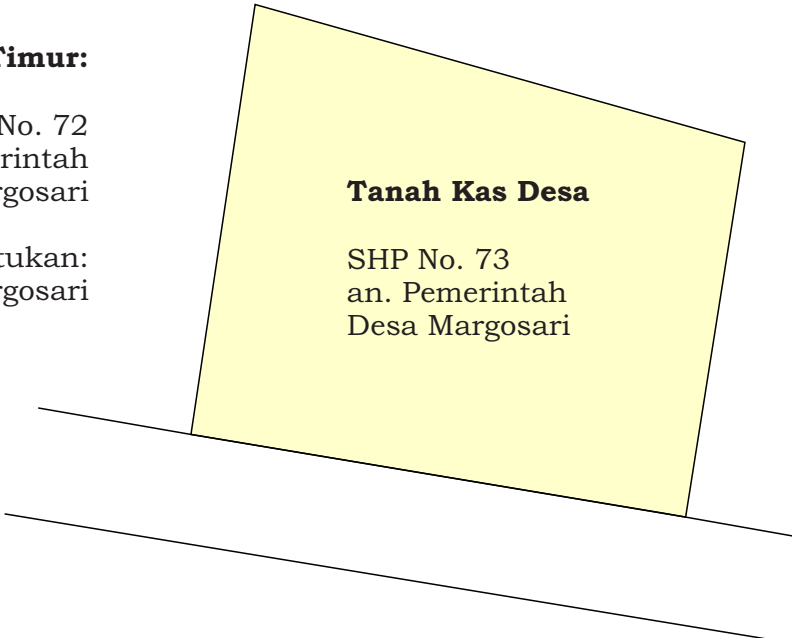 Timur:
No. 72
rintah
rgosari
tukan:
rgosari
Tanah Kas Desa
SHP No. 73
an. Pemerintah
Desa Margosari